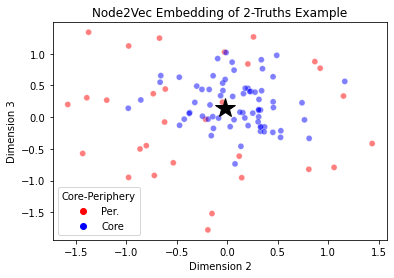 Node2Vec Embedding of 2-Truths Example
Dimension 3
1.0
0.5
0.0
−0.5
−1.0
−1.5
Core-Periphery
Per.
Core
−1.5 −1.0 −0.5 0.0 0.5 1.0 1.5
Dimension 2